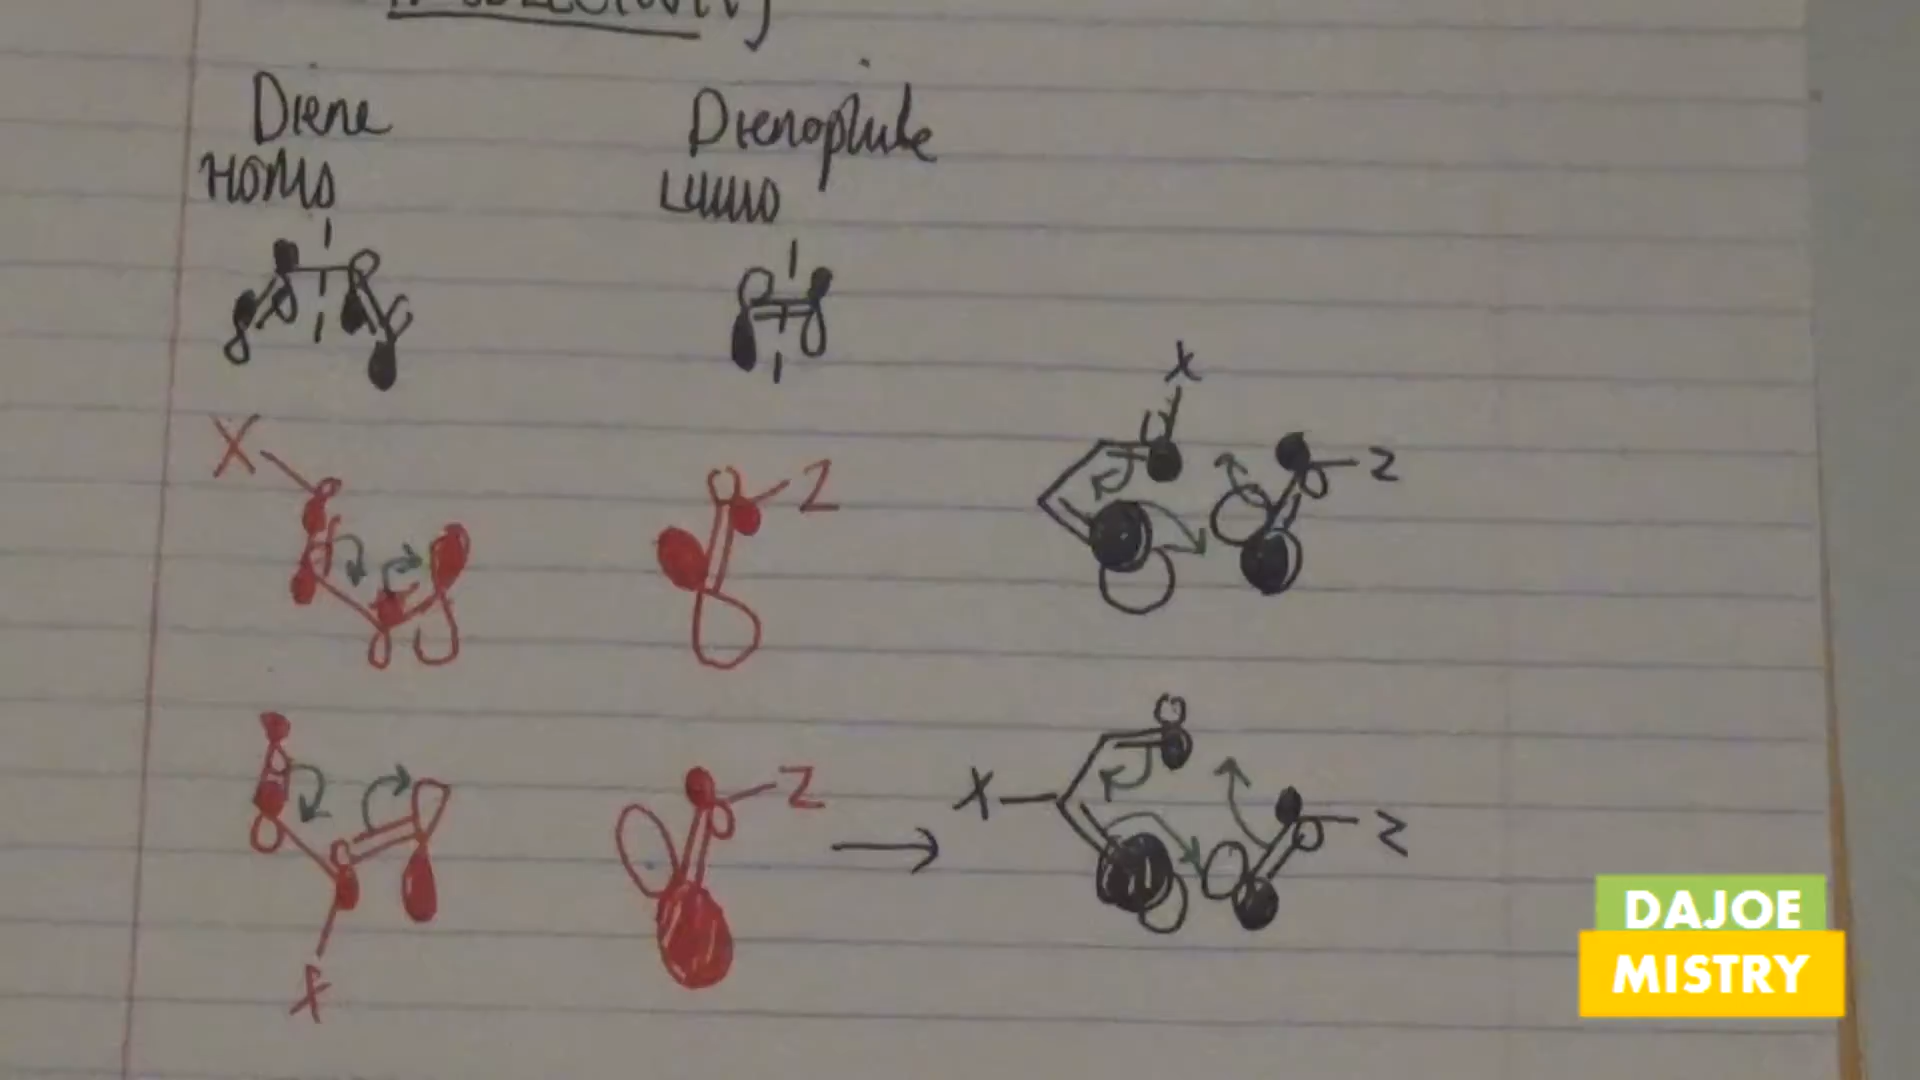 Diene
Dienophile
HOMO
LUMO
X
X
Z
Z
X
Z
X
Z
X
DAJOE
MISTRY